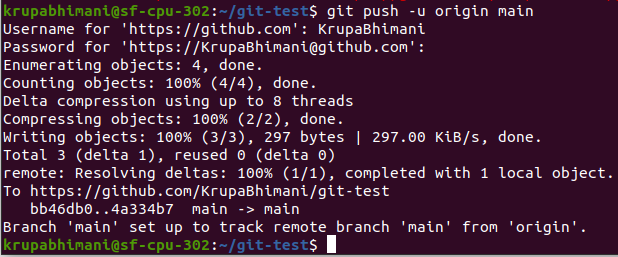 krupabhimani@sf-cpu-302:~/git-test$ git push -u origin main
Username for 'https://github.com': KrupaBhimani
Password for 'https://KrupaBhimani@github.com':
Enumerating objects: 4, done.
Counting objects: 100% (4/4), done.
Delta compression using up to 8 threads
Compressing objects: 100% (2/2), done.
Writing objects: 100% (3/3), 297 bytes | 297.00 KiB/s, done.
Total 3 (delta 1), reused 0 (delta 0)
remote: Resolving deltas: 100% (1/1), completed with 1 local object.
To https://github.com/KrupaBhimani/git-test
   bb46db0..4a334b7  main -> main
Branch 'main' set up to track remote branch 'main' from 'origin'.
krupabhimani@sf-cpu-302:~/git-test$